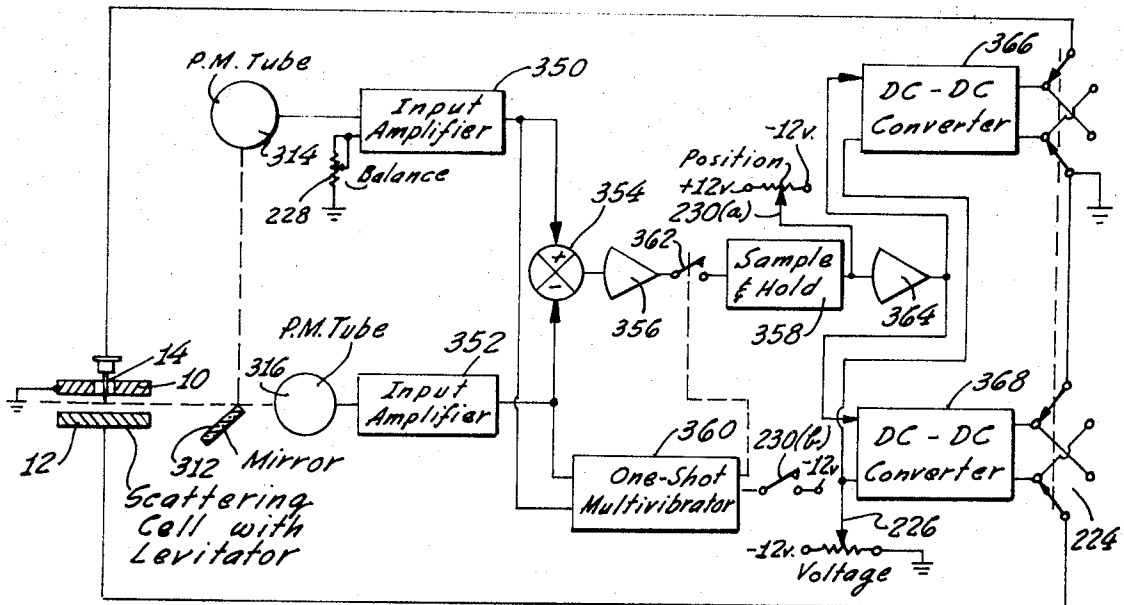 P.M. Tube
314
350
Input
Amplifier
228
Balance
354
+
-
356
362
Position
+12v.
-12v.
230(a)
Sample
& Hold
358
364
366
DC - DC
Converter
14
10
12
312
Mirror
Scattering
Cell with
Levitator
P.M. Tube
316
352
Input
Amplifier
360
One-Shot
Multivibrator
230(b)
-12v.
368
DC - DC
Converter
226
-12v.
Voltage
224